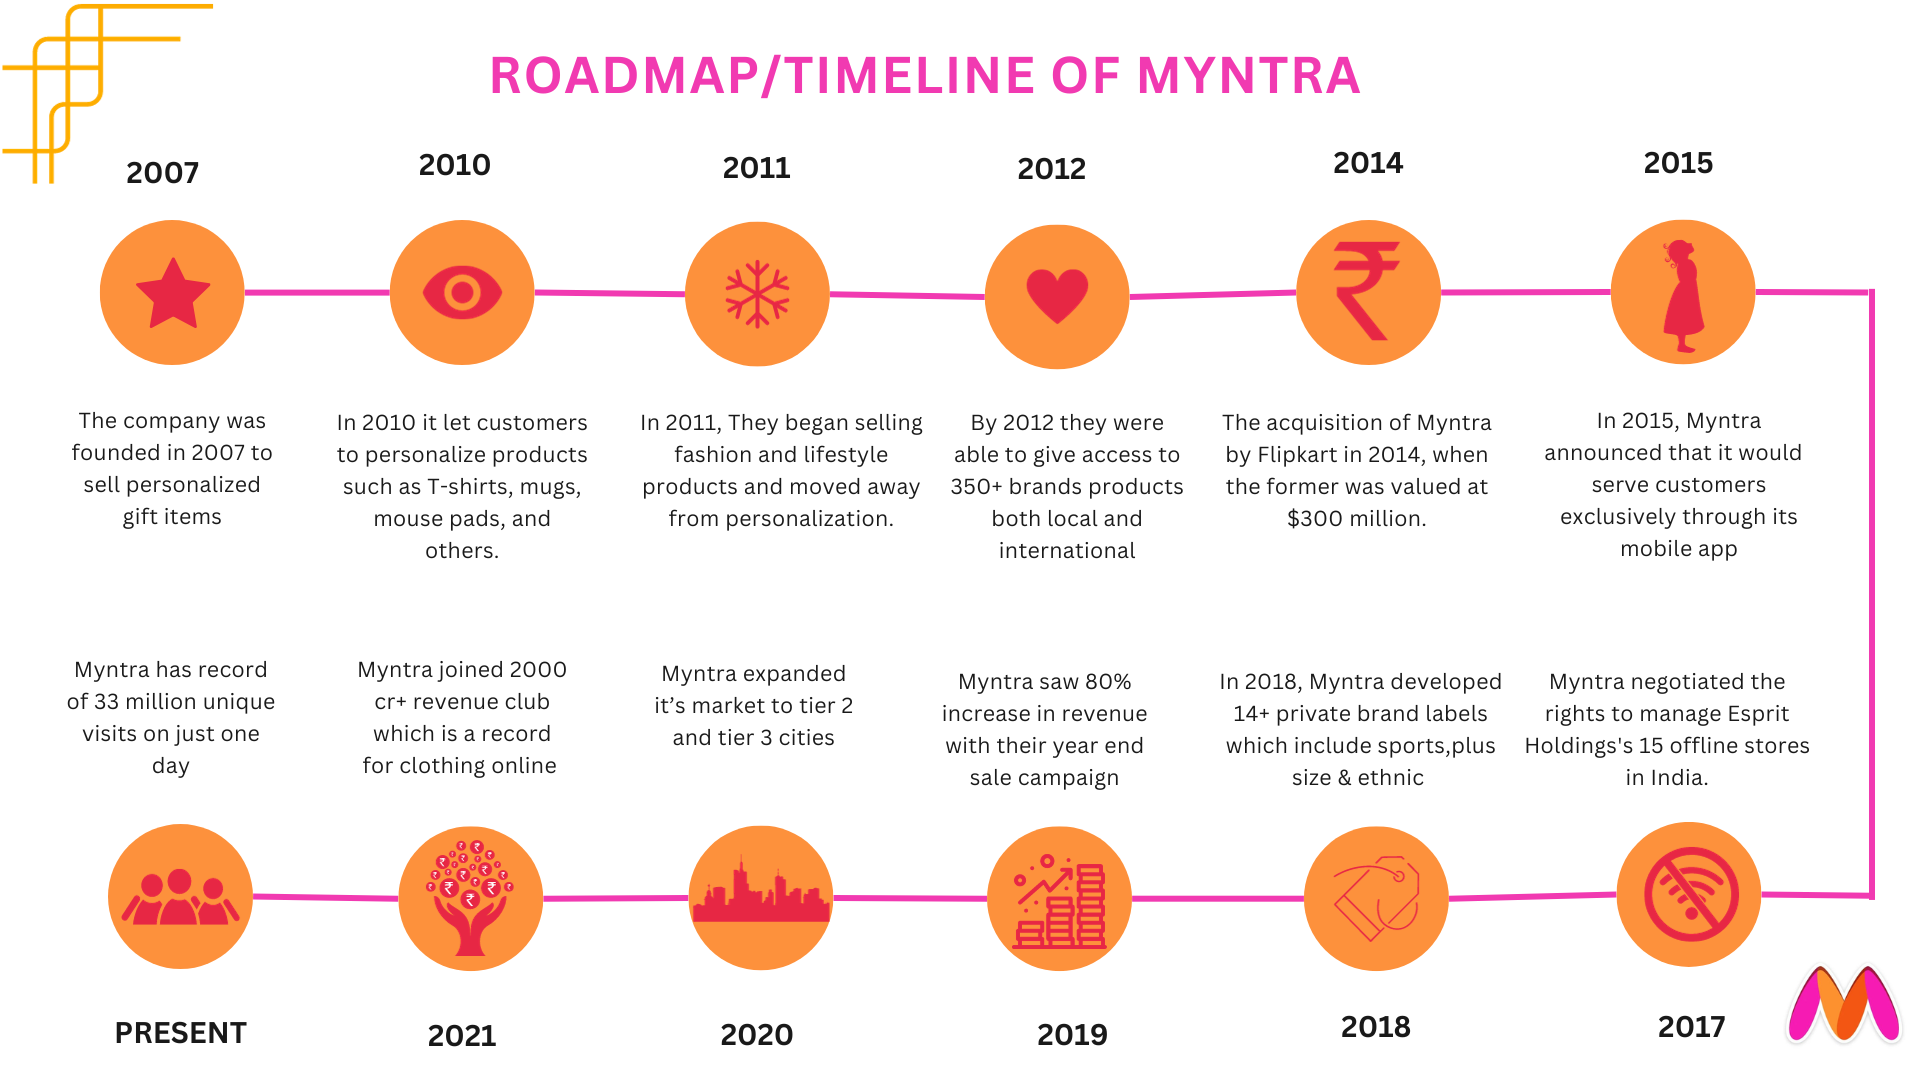 ROADMAP/TIMELINE OF MYNTRA
2007
The company was
founded in 2007 to
sell personalized
gift items
2010
In 2010 it let customers
to personalize products
such as T-shirts, mugs,
mouse pads, and
others.
2011
In 2011, They began selling
fashion and lifestyle
products and moved away
from personalization.
2012
By 2012 they were
able to give access to
350+ brands products
both local and
international
2014
The acquisition of Myntra
by Flipkart in 2014, when
the former was valued at
$300 million.
2015
In 2015, Myntra
announced that it would
serve customers
exclusively through its
mobile app
Myntra negotiated the
rights to manage Esprit
Holdings's 15 offline stores
in India.
2017
In 2018, Myntra developed
14+ private brand labels
which include sports,plus
size & ethnic
2018
Myntra saw 80%
increase in revenue
with their year end
sale campaign
2019
Myntra expanded
it’s market to tier 2
and tier 3 cities
2020
Myntra joined 2000
cr+ revenue club
which is a record
for clothing online
2021
Myntra has record
of 33 million unique
visits on just one
day
PRESENT